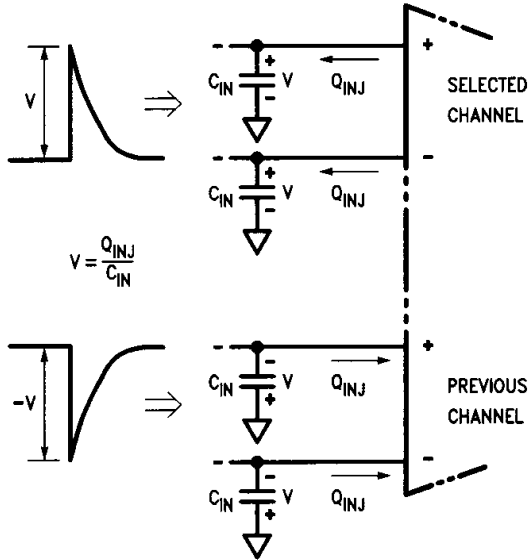 V
C_IN
+
V
-
Q_INJ
+
SELECTED
CHANNEL
C_IN
+
V
-
Q_INJ
-
V = Q_INJ / C_IN
-V
C_IN
-
V
+
Q_INJ
+
PREVIOUS
CHANNEL
C_IN
-
V
+
Q_INJ
-